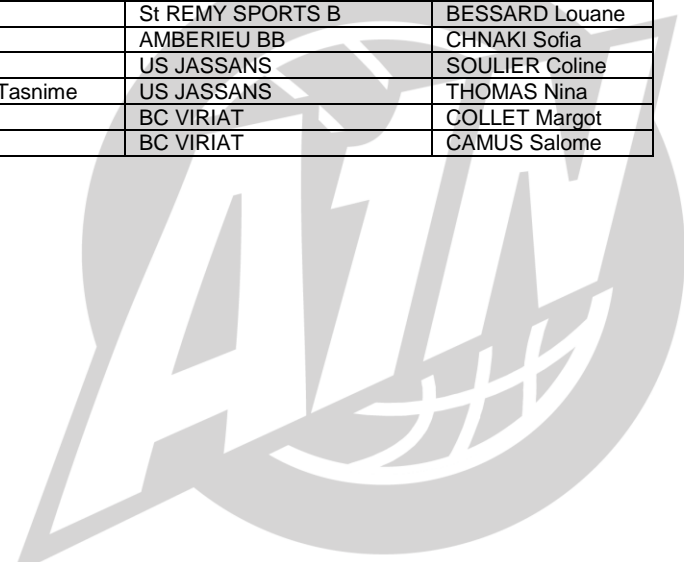 St REMY SPORTS B BESSARD Louane
AMBERIEU BB CHNAKI Sofia
US JASSANS SOULIER Coline
Tasnime US JASSANS THOMAS Nina
BC VIRIAT COLLET Margot
BC VIRIAT CAMUS Salome
AIN